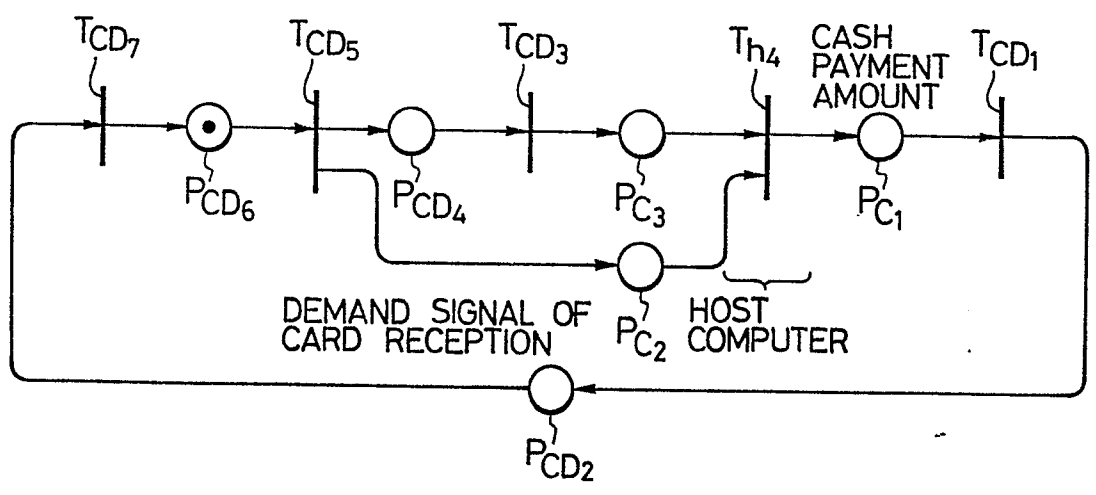 TCD7
TCD5
TCD3
Th4
CASH
PAYMENT
AMOUNT
TCD1
PCD6
PCD4
PC3
PC1
DEMAND SIGNAL OF
CARD RECEPTION
PC2
HOST
COMPUTER
PCD2